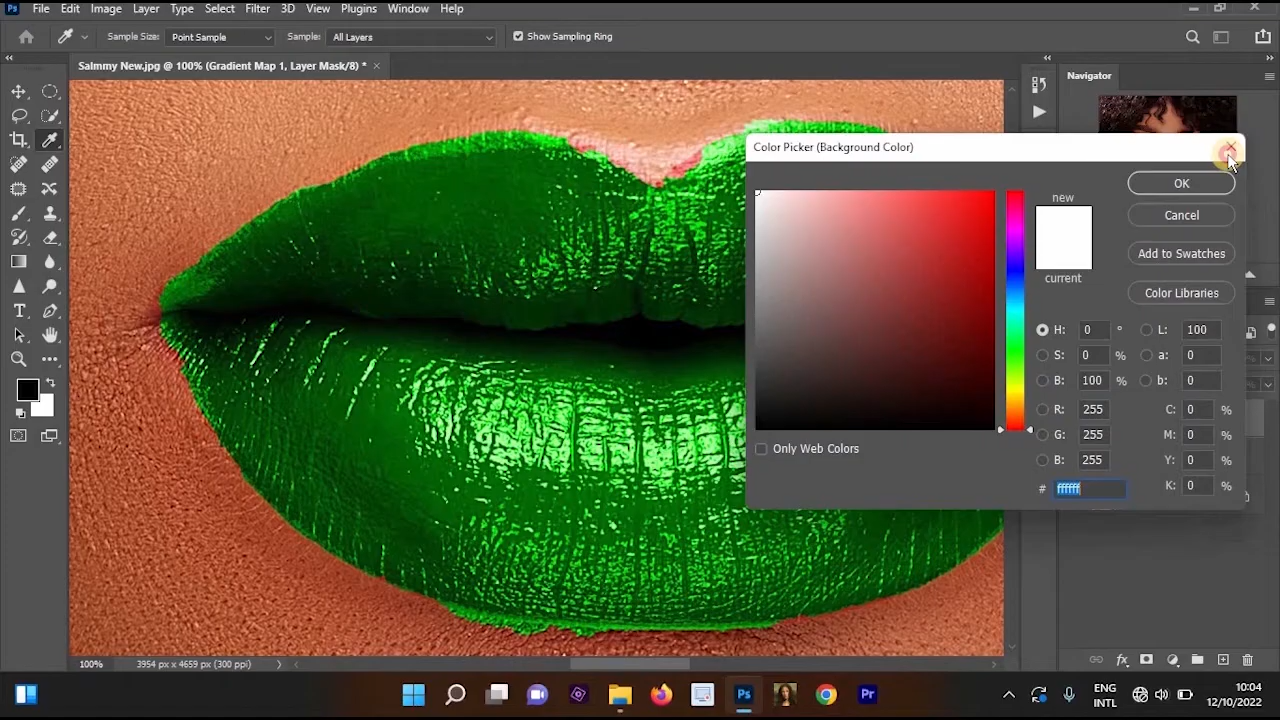 Ps File Edit Image Layer Type Select Filter 3D View Plugins Window Help
Sample Size: Point Sample Sample: All Layers Show Sampling Ring
Salmmy New.jpg @ 100% (Gradient Map 1, Layer Mask/8) *
Navigator
Color Picker (Background Color)
OK
new
Cancel
Add to Swatches
current
Color Libraries
H: 0 ° L: 100
S: 0 % a: 0
B: 100 % b: 0
R: 255 C: 0 %
G: 255 M: 0 %
B: 255 Y: 0 %
# ffffff K: 0 %
Only Web Colors
100% 3954 px x 4659 px (300 ppi)
Ps Pr
ENG
INTL
10:04
12/10/2022